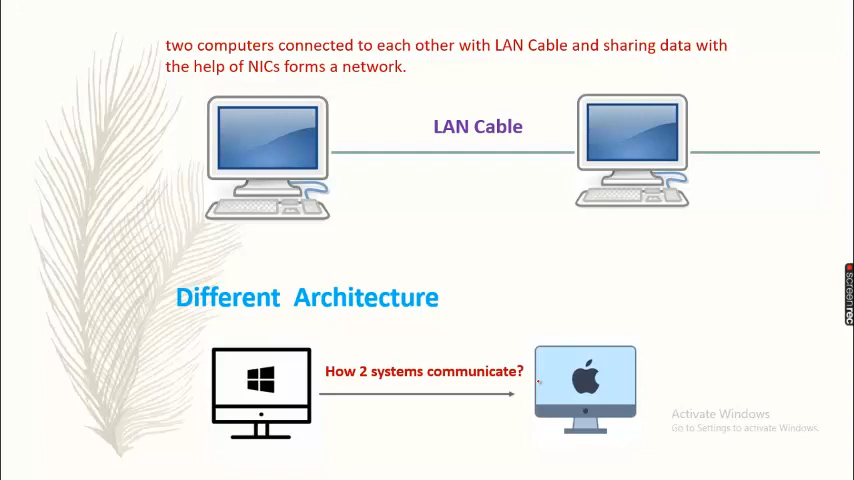 two computers connected to each other with LAN Cable and sharing data with
the help of NICs forms a network.
LAN Cable
Different Architecture
How 2 systems communicate?
Activate Windows
Go to Settings to activate Windows.
screenrec